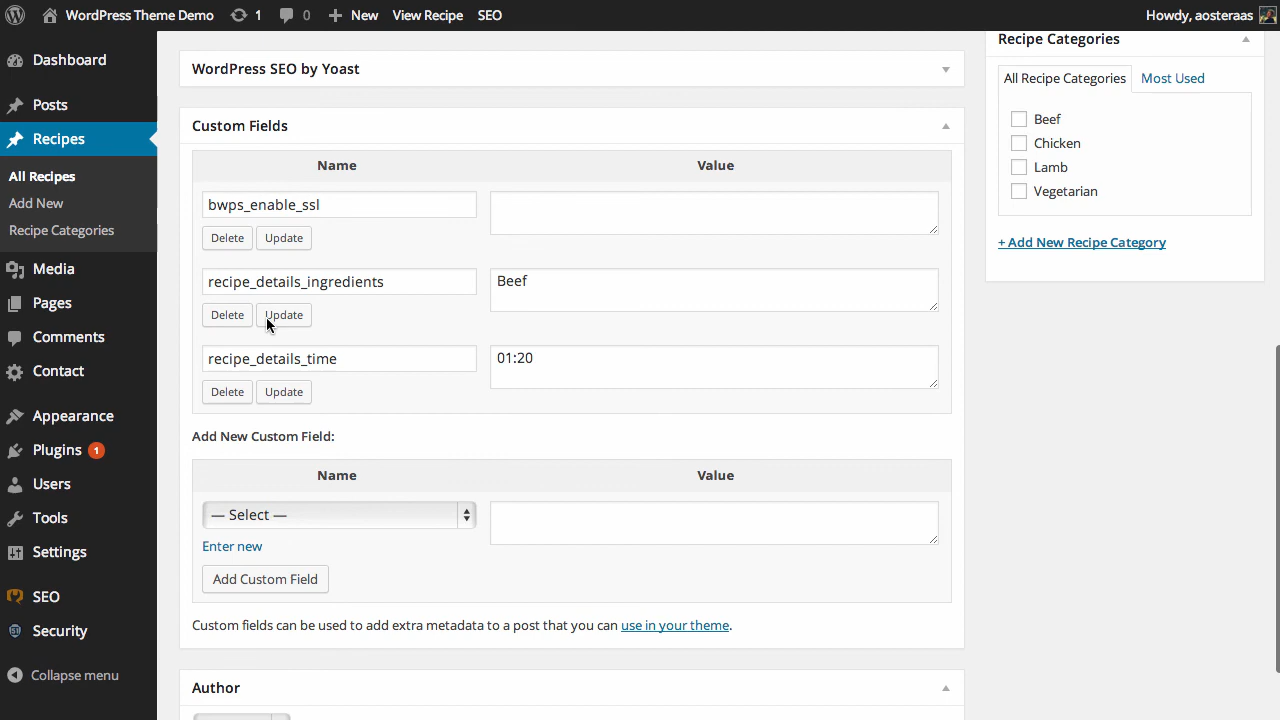 WordPress Theme Demo 1 0 New View Recipe SEO Howdy, aosteraas
Dashboard
Posts
Recipes
All Recipes
Add New
Recipe Categories
Media
Pages
Comments
Contact
Appearance
Plugins 1
Users
Tools
Settings
SEO
Security
Collapse menu
WordPress SEO by Yoast
Custom Fields
Name Value
bwps_enable_ssl
Delete Update
recipe_details_ingredients Beef
Delete Update
recipe_details_time 01:20
Delete Update
Add New Custom Field:
Name Value
— Select —
Enter new
Add Custom Field
Custom fields can be used to add extra metadata to a post that you can use in your theme.
Author
Recipe Categories
All Recipe Categories Most Used
Beef
Chicken
Lamb
Vegetarian
+ Add New Recipe Category